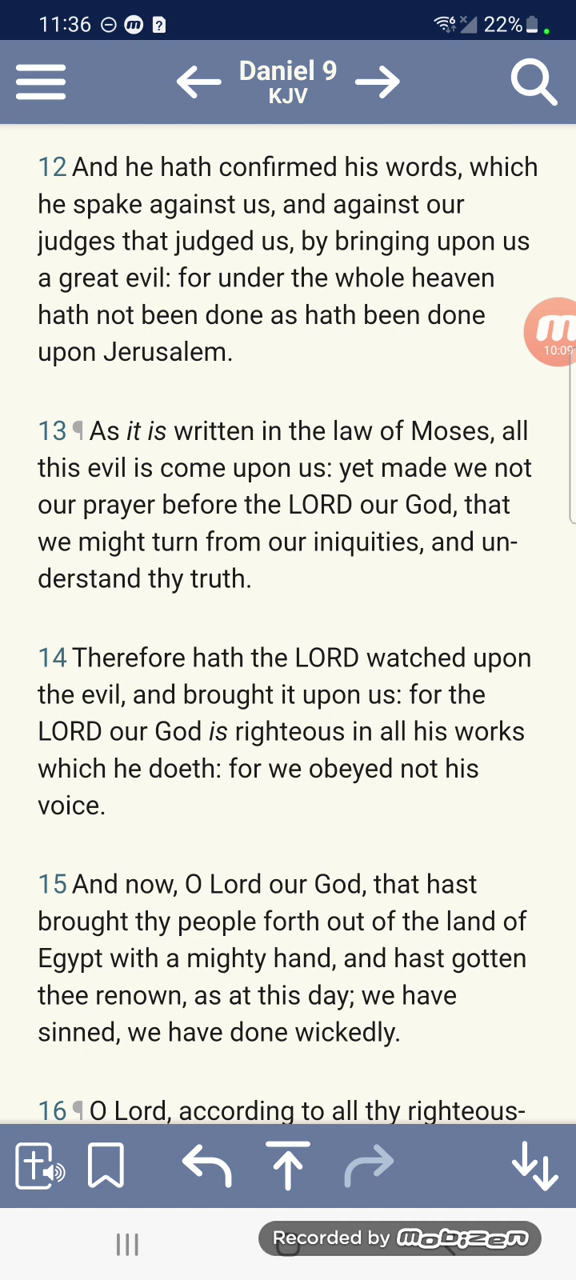 11:36
22%
Daniel 9
KJV
12 And he hath confirmed his words, which
he spake against us, and against our
judges that judged us, by bringing upon us
a great evil: for under the whole heaven
hath not been done as hath been done
upon Jerusalem.
10:09
13 ¶ As it is written in the law of Moses, all
this evil is come upon us: yet made we not
our prayer before the LORD our God, that
we might turn from our iniquities, and un-
derstand thy truth.
14 Therefore hath the LORD watched upon
the evil, and brought it upon us: for the
LORD our God is righteous in all his works
which he doeth: for we obeyed not his
voice.
15 And now, O Lord our God, that hast
brought thy people forth out of the land of
Egypt with a mighty hand, and hast gotten
thee renown, as at this day; we have
sinned, we have done wickedly.
16 ¶ O Lord, according to all thy righteous-
Recorded by Mobizen